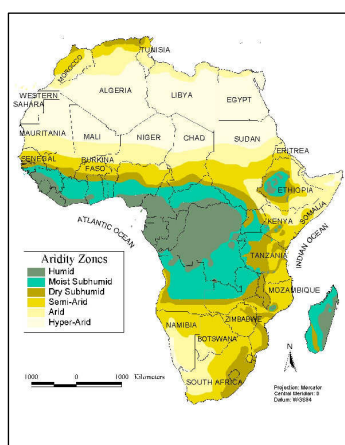 TUNISIA
MOROCCO
ALGERIA
LIBYA
EGYPT
WESTERN
SAHARA
MAURITANIA
MALI
NIGER
CHAD
SUDAN
ERITREA
SENEGAL
BURKINA
FASO
ETHIOPIA
SOMALIA
KENYA
ATLANTIC OCEAN
INDIAN OCEAN
TANZANIA
Aridity Zones
Humid
Moist Subhumid
Dry Subhumid
Semi-Arid
Arid
Hyper-Arid
MOZAMBIQUE
ZIMBABWE
NAMIBIA
BOTSWANA
SOUTH AFRICA
N
1000 0 1000 Kilometers
Projection: Mercator
Central Meridian: 0
Datum: WGS84